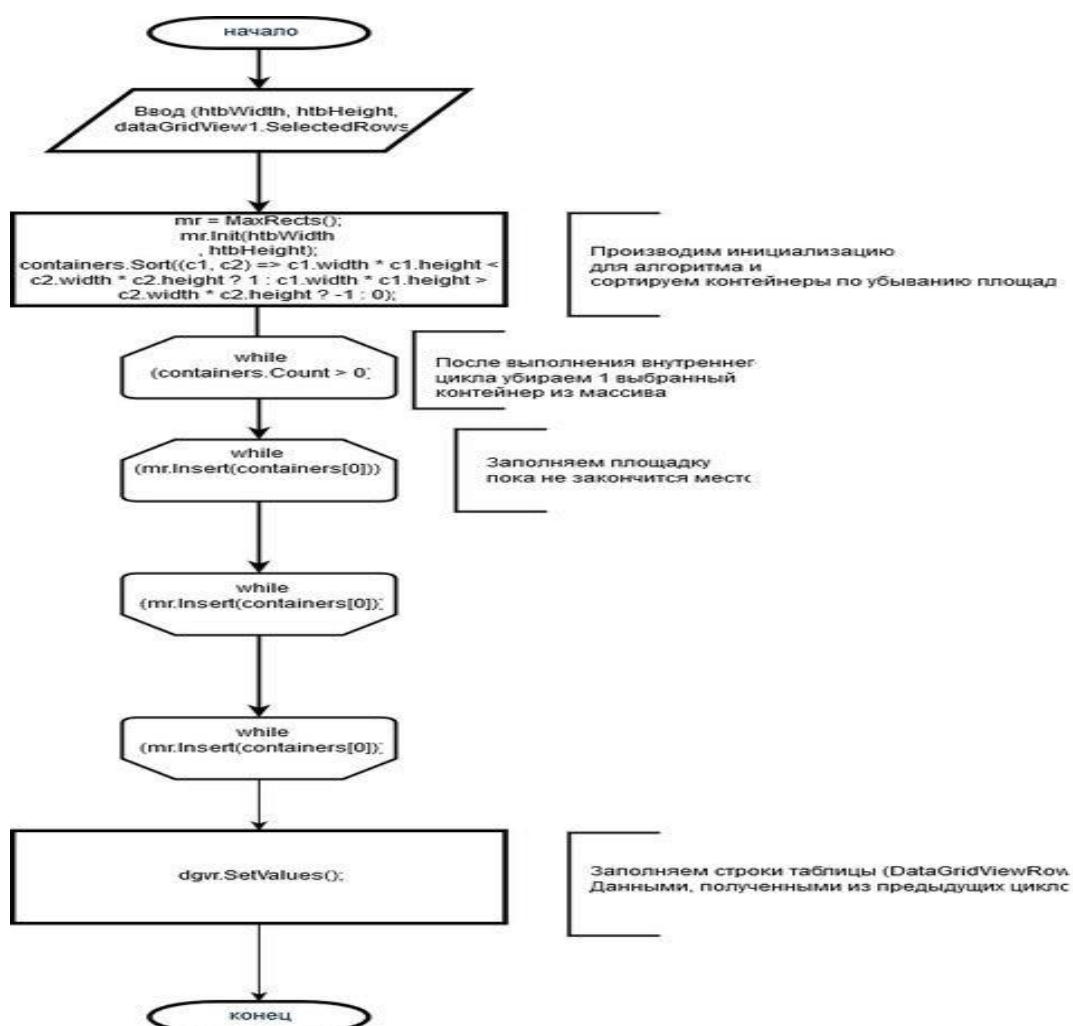 начало
Ввод (htbWidth, htbHeight,
dataGridView1.SelectedRows
mr = MaxRects();
mr.Init(htbWidth
, htbHeight);
containers.Sort((c1, c2) => c1.width * c1.height <
c2.width * c2.height ? 1 : c1.width * c1.height >
c2.width * c2.height ? -1 : 0);
Производим инициализацию
для алгоритма и
сортируем контейнеры по убыванию площад
while
(containers.Count > 0)
После выполнения внутреннег
цикла убираем 1 выбранный
контейнер из массива
while
(mr.Insert(containers[0]))
Заполняем площадку
пока не закончится место
while
(mr.Insert(containers[0]))
while
(mr.Insert(containers[0]))
dgvr.SetValues();
Заполняем строки таблицы (DataGridViewRow
Данными, полученными из предыдущих цикло
конец